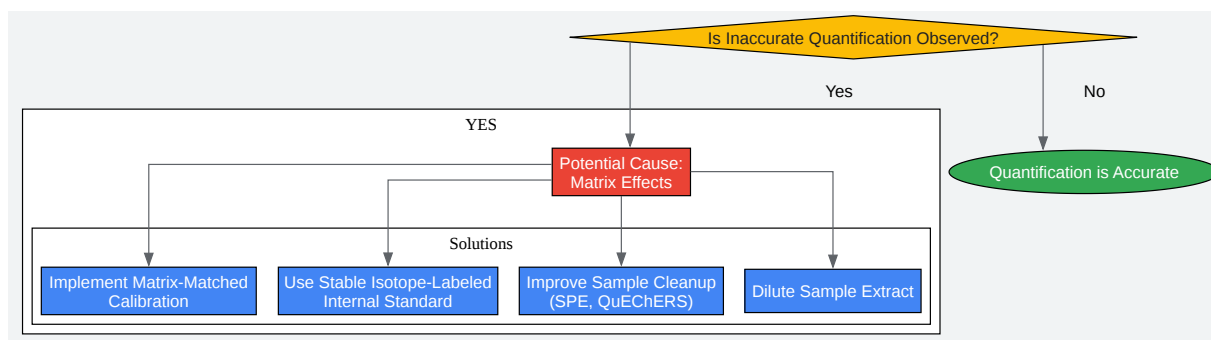 Is Inaccurate Quantification Observed?
Yes
No
YES
Potential Cause:
Matrix Effects
Quantification is Accurate
Solutions
Implement Matrix-Matched
Calibration
Use Stable Isotope-Labeled
Internal Standard
Improve Sample Cleanup
(SPE, QuEChERS)
Dilute Sample Extract